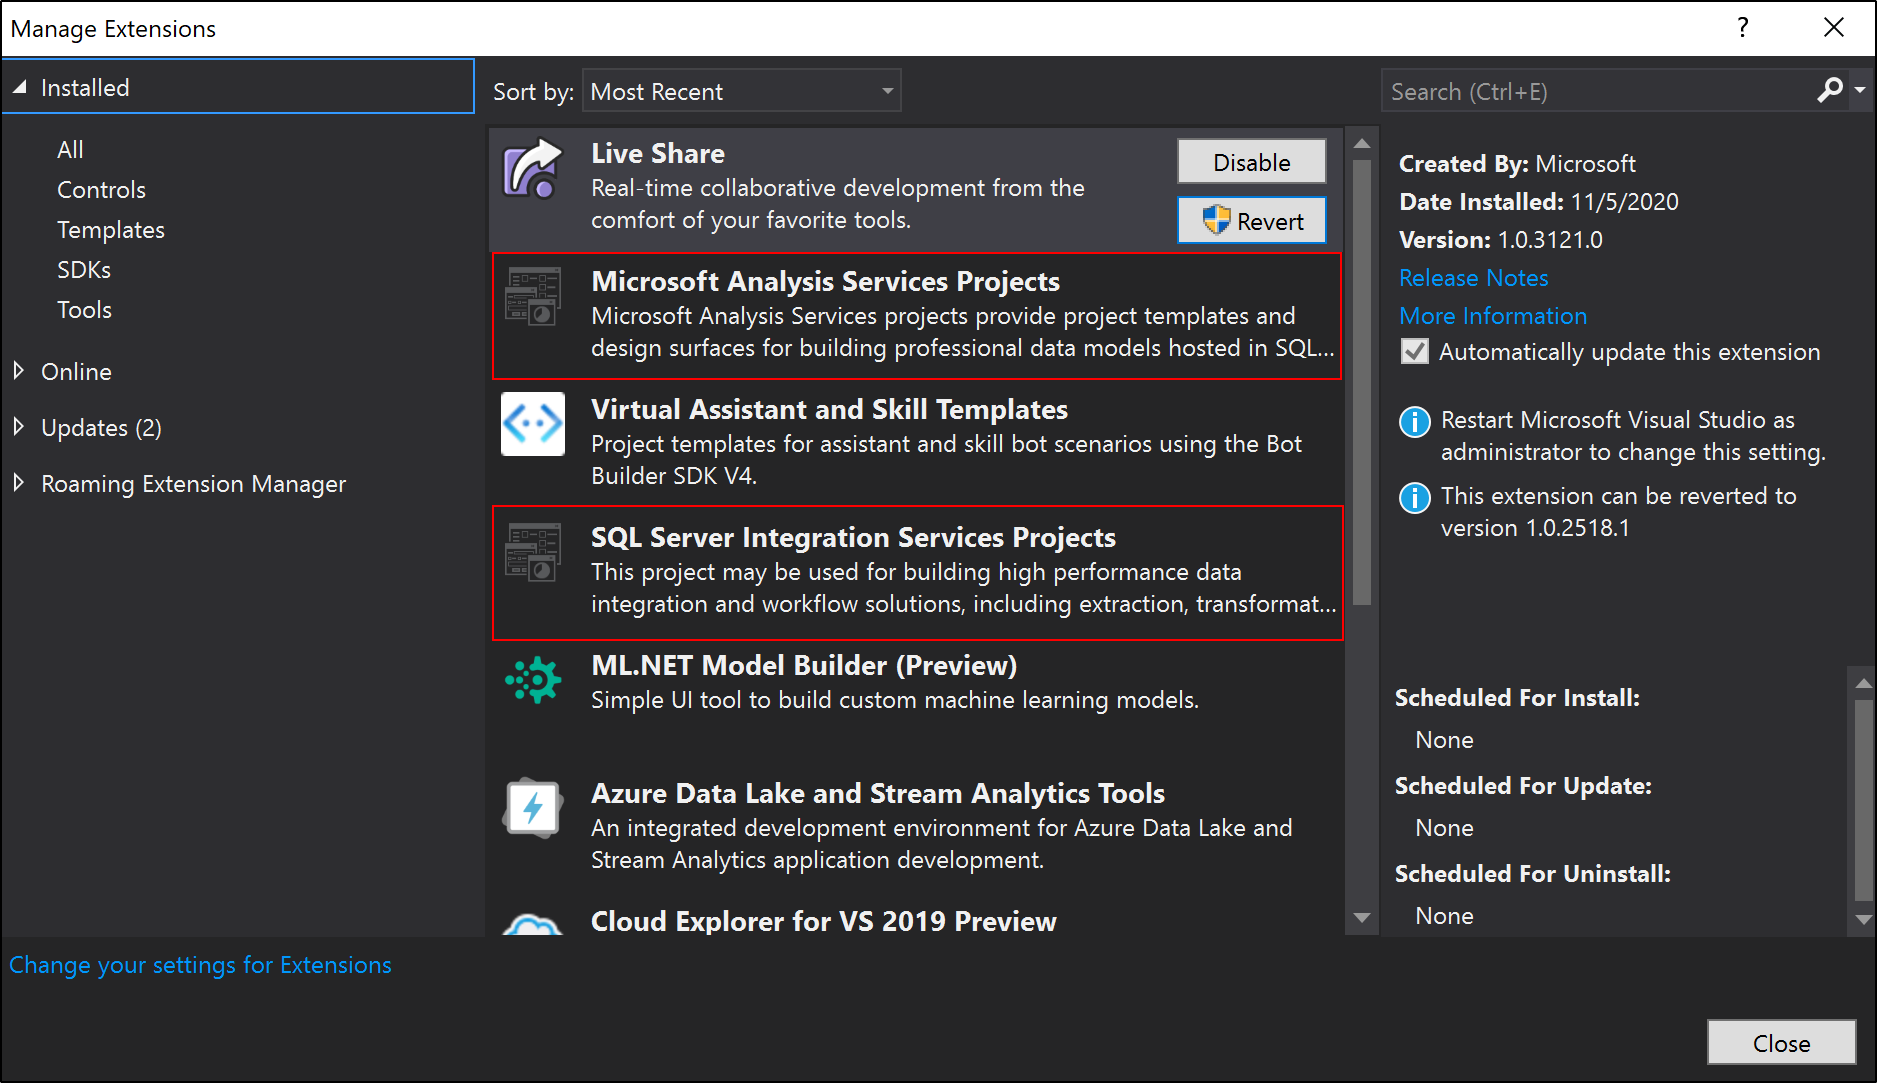 Manage Extensions
?
Installed
All
Controls
Templates
SDKs
Tools
Online
Updates (2)
Roaming Extension Manager
Change your settings for Extensions
Sort by: Most Recent
Live Share
Real-time collaborative development from the
comfort of your favorite tools.
Disable
Revert
Microsoft Analysis Services Projects
Microsoft Analysis Services projects provide project templates and
design surfaces for building professional data models hosted in SQL...
Virtual Assistant and Skill Templates
Project templates for assistant and skill bot scenarios using the Bot
Builder SDK V4.
SQL Server Integration Services Projects
This project may be used for building high performance data
integration and workflow solutions, including extraction, transformat...
ML.NET Model Builder (Preview)
Simple UI tool to build custom machine learning models.
Azure Data Lake and Stream Analytics Tools
An integrated development environment for Azure Data Lake and
Stream Analytics application development.
Cloud Explorer for VS 2019 Preview
Search (Ctrl+E)
Created By: Microsoft
Date Installed: 11/5/2020
Version: 1.0.3121.0
Release Notes
More Information
Automatically update this extension
Restart Microsoft Visual Studio as
administrator to change this setting.
This extension can be reverted to
version 1.0.2518.1
Scheduled For Install:
None
Scheduled For Update:
None
Scheduled For Uninstall:
None
Close